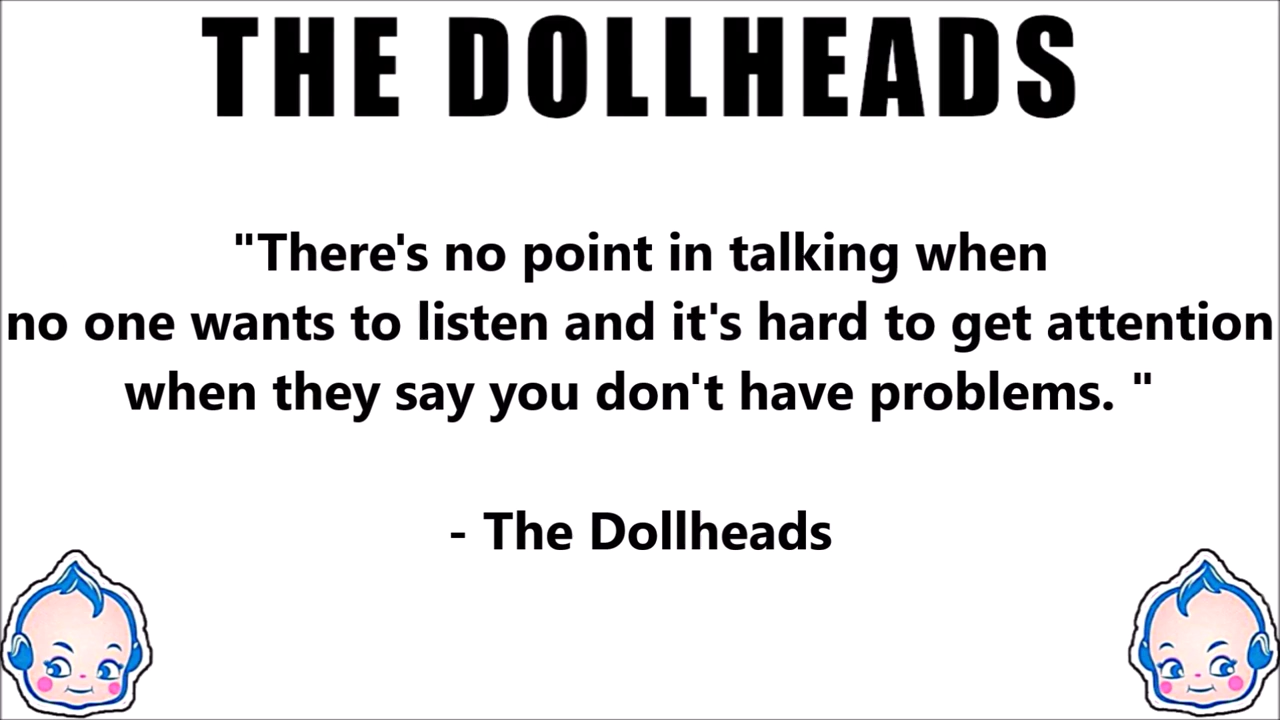 THE DOLLHEADS
"There's no point in talking when
no one wants to listen and it's hard to get attention
when they say you don't have problems. "
- The Dollheads